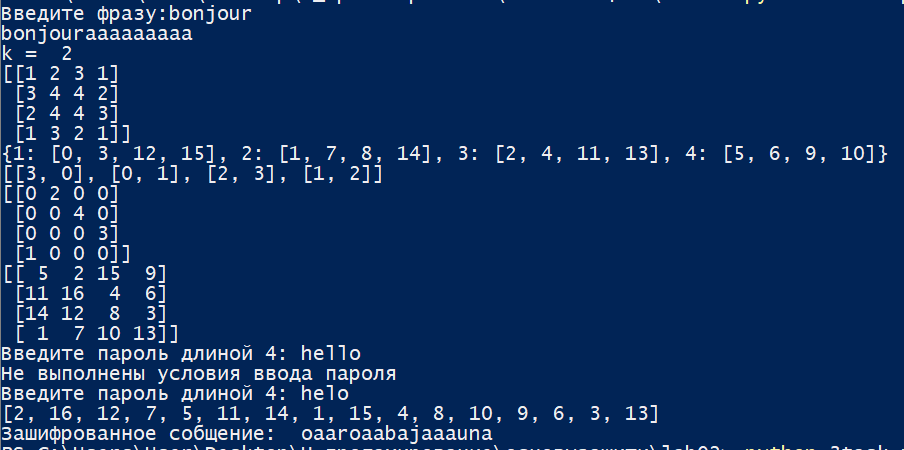 Введите фразу:bonjour
bonjouraaaaaaaaa
k =  2
[[1 2 3 1]
 [3 4 4 2]
 [2 4 4 3]
 [1 3 2 1]]
{1: [0, 3, 12, 15], 2: [1, 7, 8, 14], 3: [2, 4, 11, 13], 4: [5, 6, 9, 10]}
[[3, 0], [0, 1], [2, 3], [1, 2]]
[[0 2 0 0]
 [0 0 4 0]
 [0 0 0 3]
 [1 0 0 0]]
[[ 5  2 15  9]
 [11 16  4  6]
 [14 12  8  3]
 [ 1  7 10 13]]
Введите пароль длиной 4: hello
Не выполнены условия ввода пароля
Введите пароль длиной 4: helo
[2, 16, 12, 7, 5, 11, 14, 1, 15, 4, 8, 10, 9, 6, 3, 13]
Зашифрованное собщение:  oaaroaabajaaauna